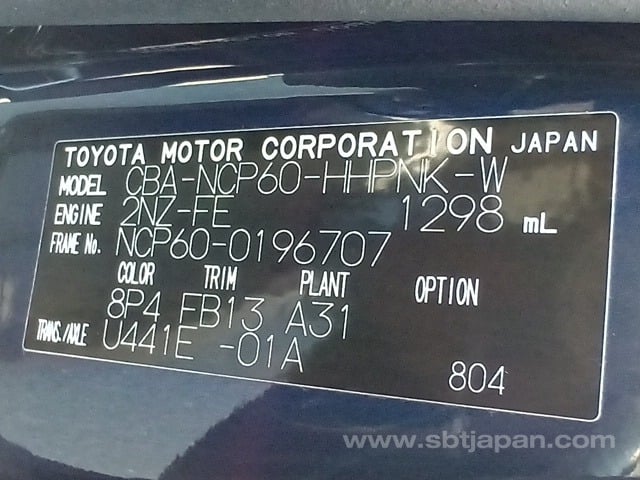 TOYOTA MOTOR CORPORATION JAPAN
MODEL CBA-NCP60-HHPNK-W
ENGINE 2NZ-FE 1298 mL
FRAME No. NCP60-0196707
COLOR TRIM PLANT OPTION
8P4 FB13 A31
TRANS./AXLE U441E -01A
804
www.sbtjapan.com